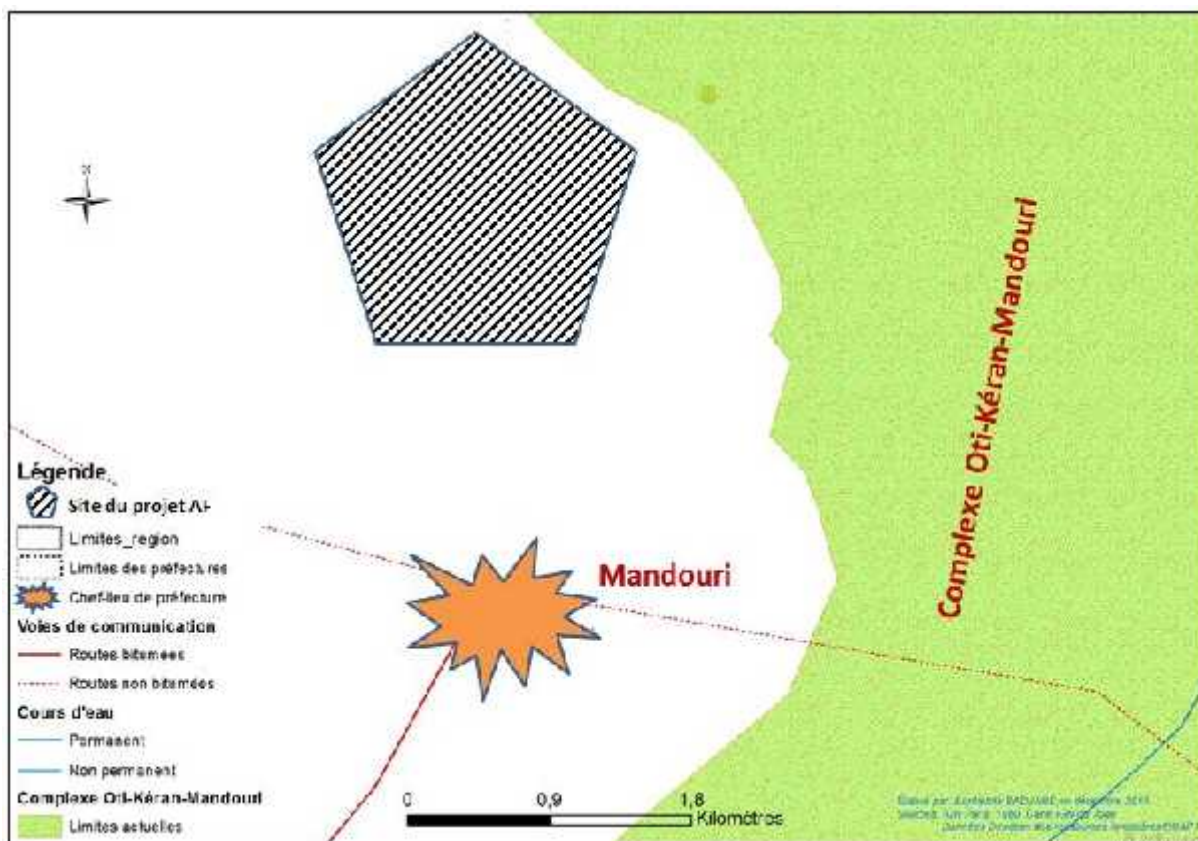 N
Complexe Oti-Kéran-Mandouri
Mandouri
Légende
Site du projet AF
Limites_region
Limites des préfectures
Chef-lieu de préfecture
Voies de communication
Routes bitumées
Routes non bitumées
Cours d'eau
Permanent
Non permanent
Complexe Oti-Kéran-Mandouri
Limites actuelles
0 0,9 1,8
Kilomètres